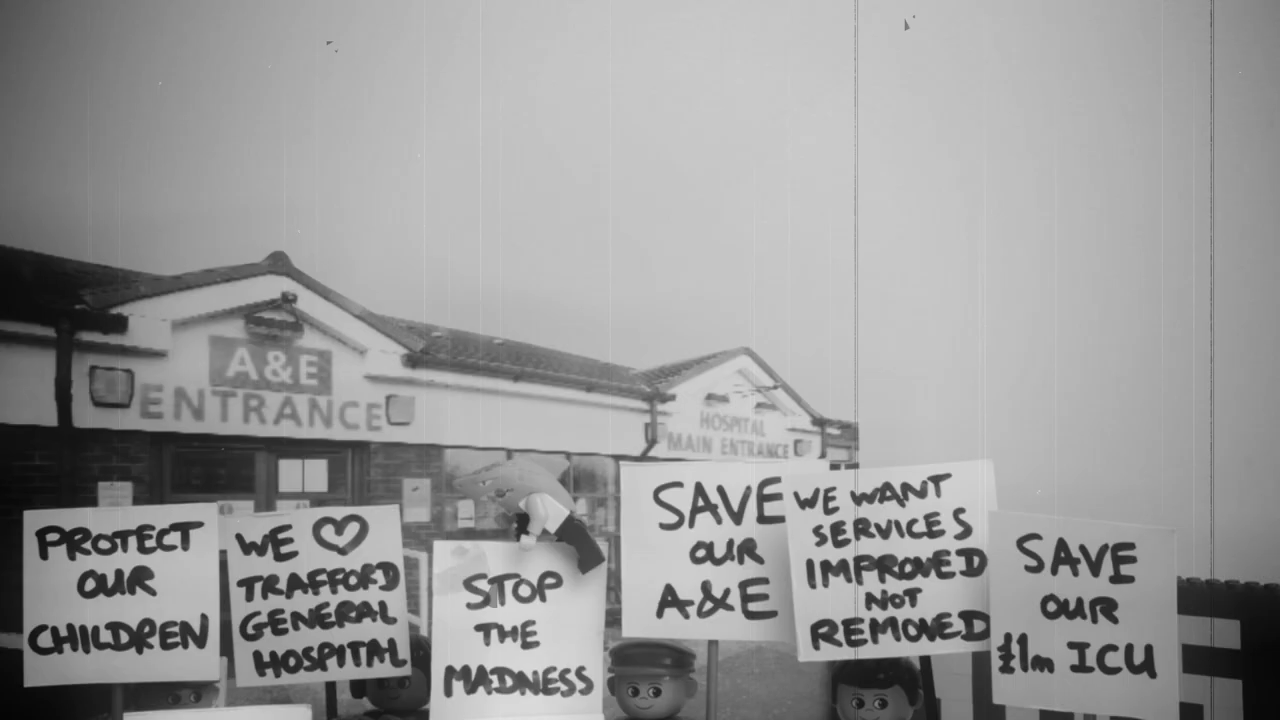 A&E
ENTRANCE
HOSPITAL
MAIN ENTRANCE
PROTECT
OUR
CHILDREN
WE ♡
TRAFFORD
GENERAL
HOSPITAL
STOP
THE
MADNESS
SAVE
OUR
A&E
WE WANT
SERVICES
IMPROVED
NOT
REMOVED
SAVE
OUR
£1m ICU